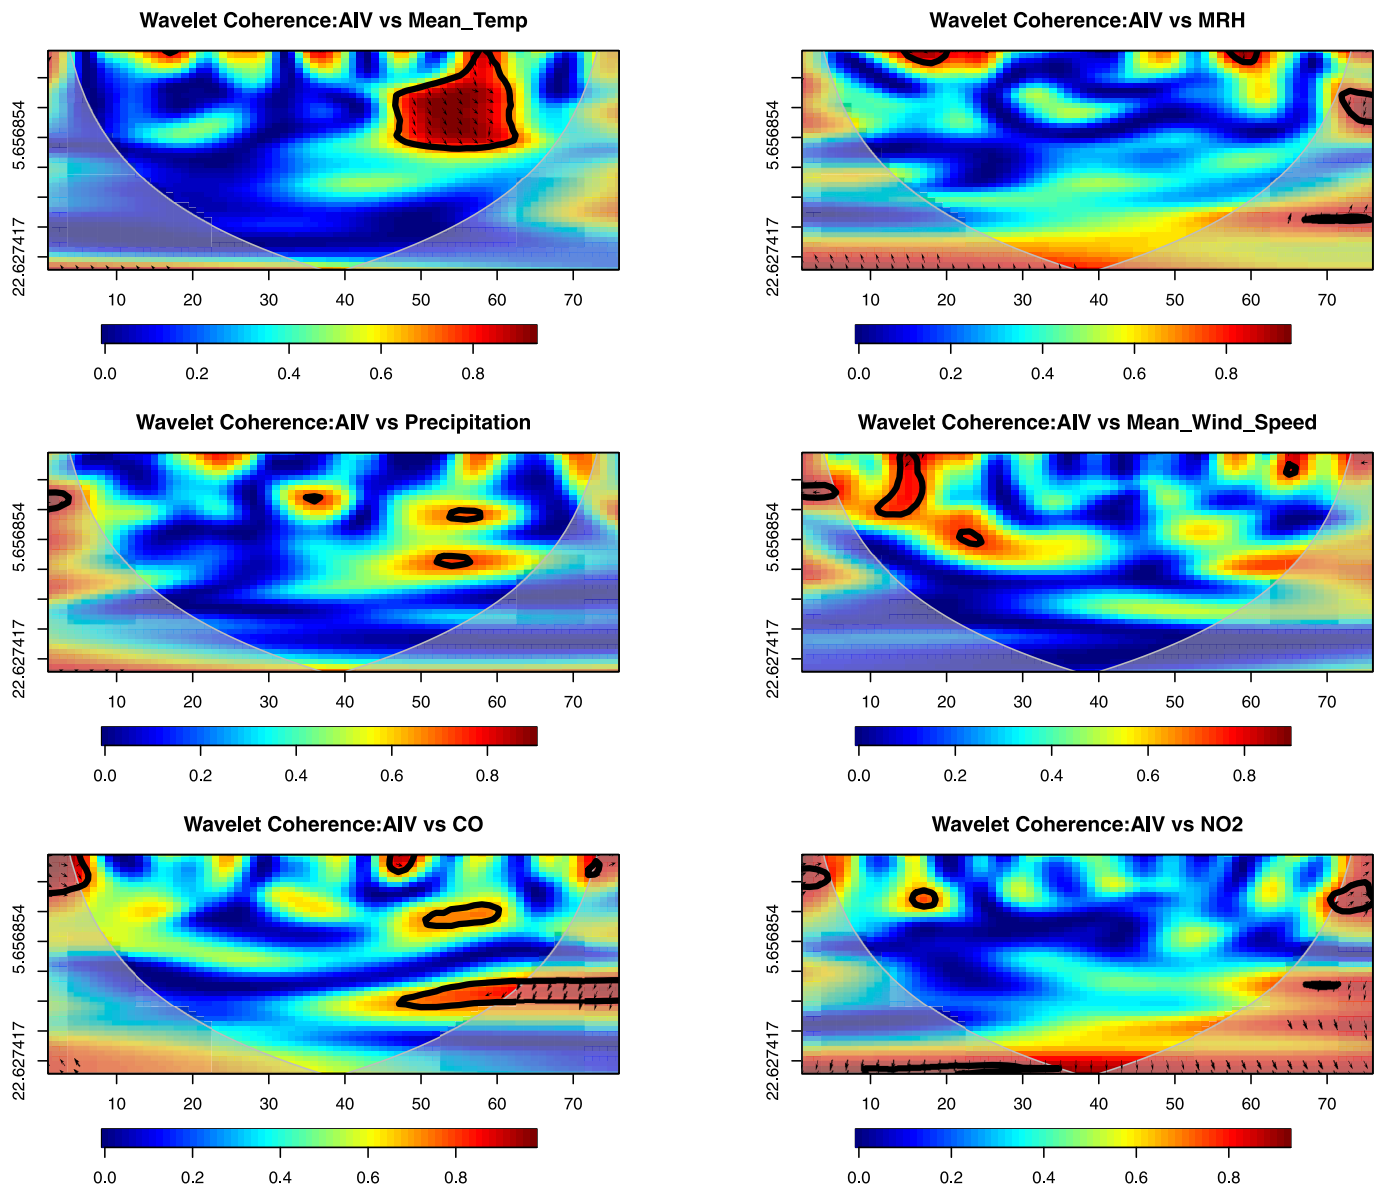 Wavelet Coherence:AIV vs Mean_Temp
5.656854
22.627417
10 20 30 40 50 60 70
0.0 0.2 0.4 0.6 0.8
Wavelet Coherence:AIV vs MRH
5.656854
22.627417
10 20 30 40 50 60 70
0.0 0.2 0.4 0.6 0.8
Wavelet Coherence:AIV vs Precipitation
5.656854
22.627417
10 20 30 40 50 60 70
0.0 0.2 0.4 0.6 0.8
Wavelet Coherence:AIV vs Mean_Wind_Speed
5.656854
22.627417
10 20 30 40 50 60 70
0.0 0.2 0.4 0.6 0.8
Wavelet Coherence:AIV vs CO
5.656854
22.627417
10 20 30 40 50 60 70
0.0 0.2 0.4 0.6 0.8
Wavelet Coherence:AIV vs NO2
5.656854
22.627417
10 20 30 40 50 60 70
0.0 0.2 0.4 0.6 0.8